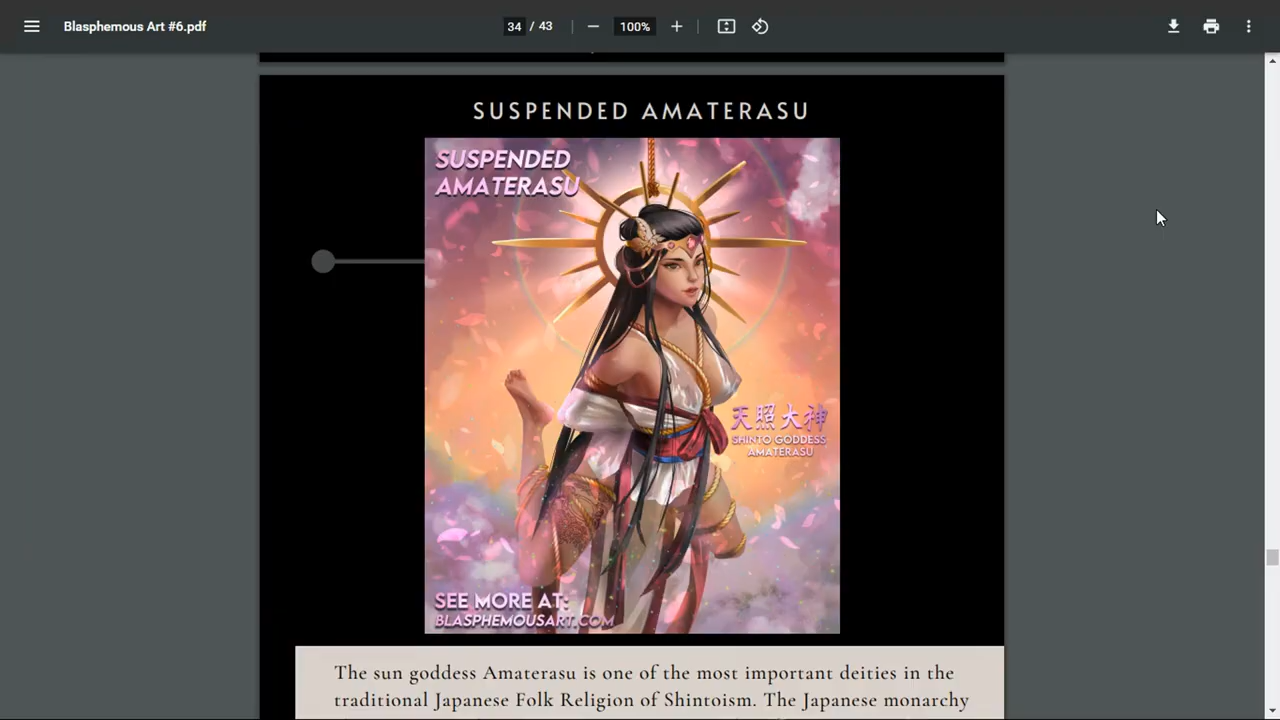 Blasphemous Art #6.pdf
34 / 43
100%
SUSPENDED AMATERASU
SUSPENDED
AMATERASU
天照大神
SHINTO GODDESS
AMATERASU
SEE MORE AT:
BLASPHEMOUSART.COM
The sun goddess Amaterasu is one of the most important deities in the
traditional Japanese Folk Religion of Shintoism. The Japanese monarchy